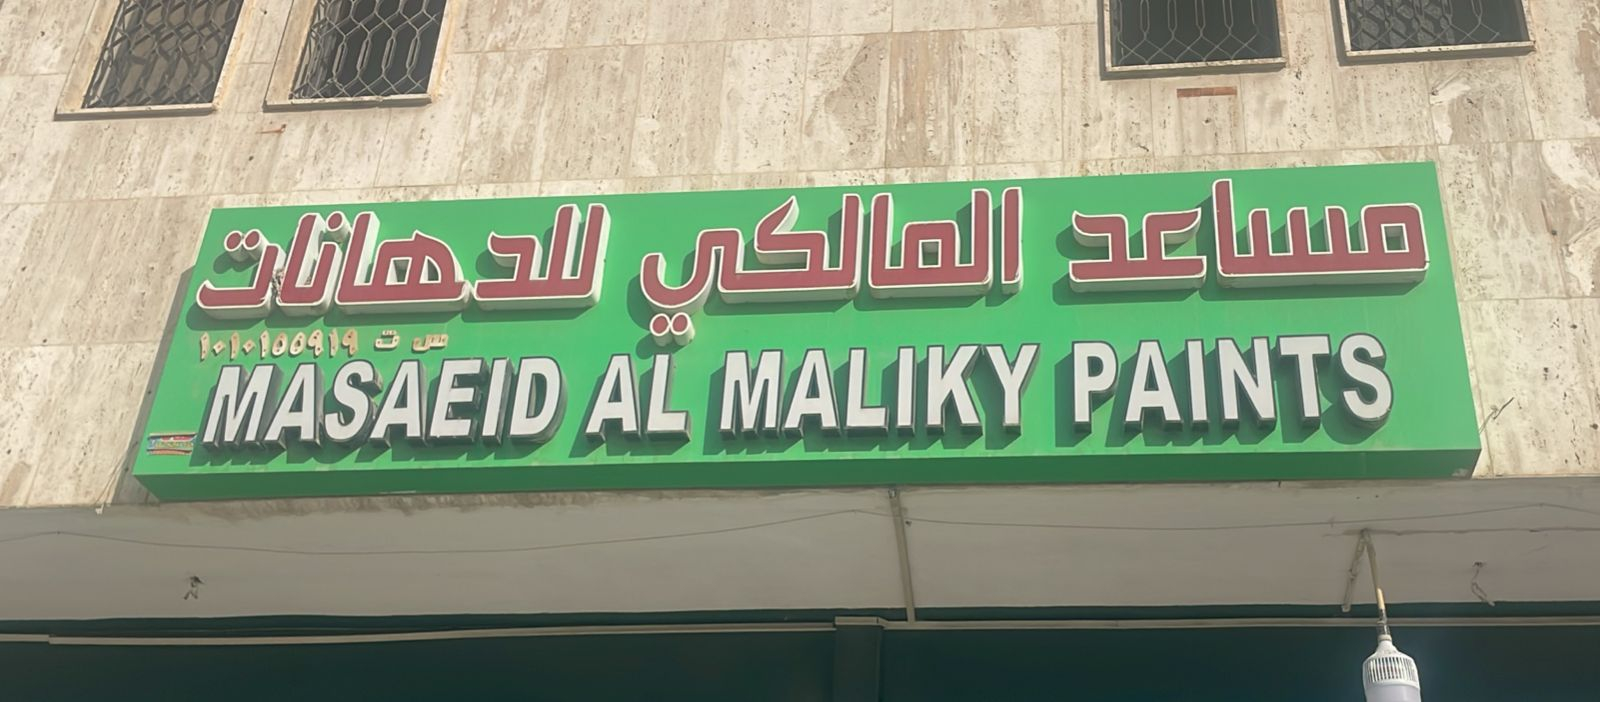 مساعد المالكي للدهانات
س ت ١٠١٠١٥٥٩١٩
MASAEID AL MALIKY PAINTS